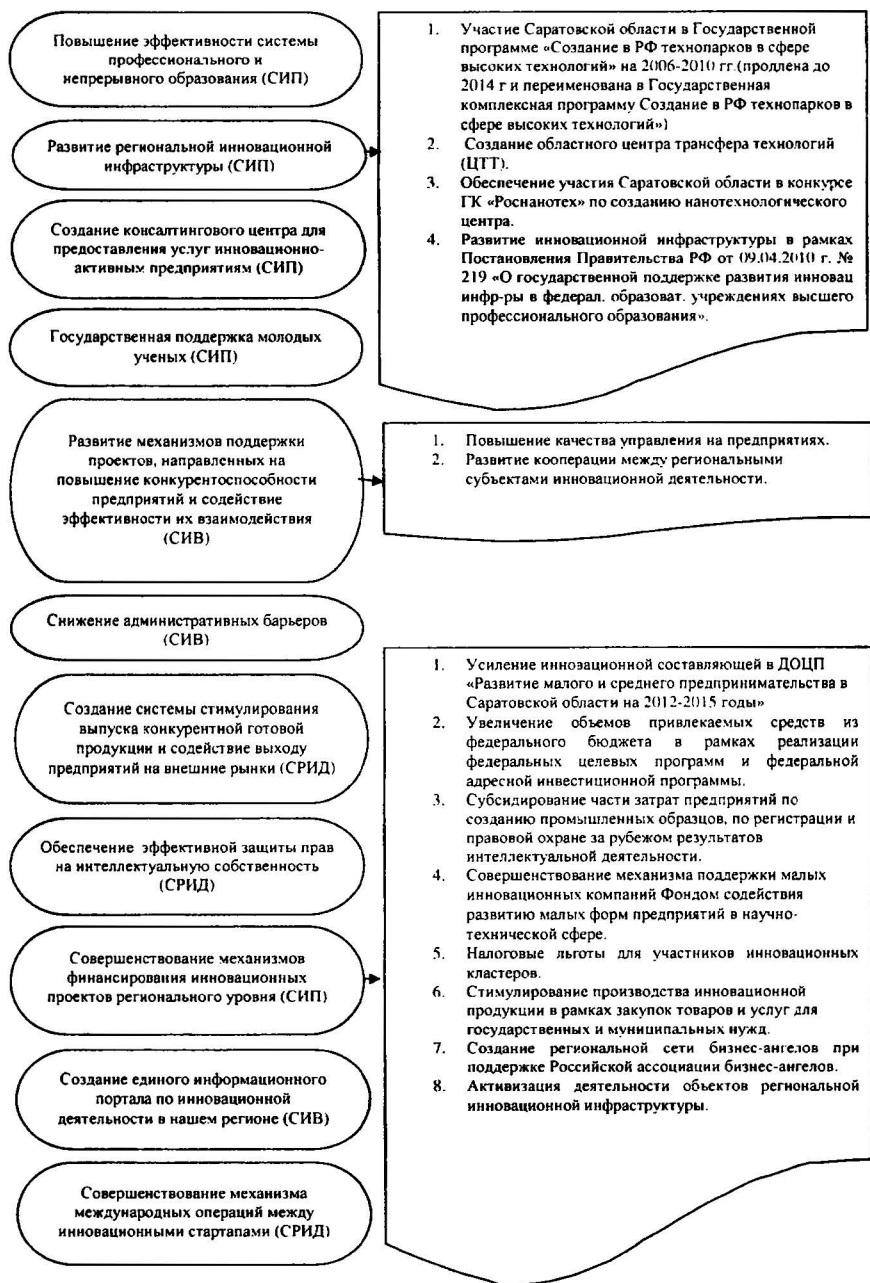 Повышение эффективности системы
профессионального и
непрерывного образования (СИП)
Развитие региональной инновационной
инфраструктуры (СИП)
Создание консалтингового центра для
предоставления услуг инновационно-
активным предприятиям (СИП)
Государственная поддержка молодых
ученых (СИП)
1. Участие Саратовской области в Государственной
программе «Создание в РФ технопарков в сфере
высоких технологий» на 2006-2010 гг.(продлена до
2014 г и переименована в Государственная
комплексная программу Создание в РФ технопарков в
сфере высоких технологий»)
2. Создание областного центра трансфера технологий
(ЦТТ).
3. Обеспечение участия Саратовской области в конкурсе
ГК «Роснанотех» по созданию нанотехнологического
центра.
4. Развитие инновационной инфраструктуры в рамках
Постановления Правительства РФ от 09.04.2010 г. №
219 «О государственной поддержке развития инновац
инфр-ры в федерал. образоват. учреждениях высшего
профессионального образования».
Развитие механизмов поддержки
проектов, направленных на
повышение конкурентоспособности
предприятий и содействие
эффективности их взаимодействия
(СИВ)
1. Повышение качества управления на предприятиях.
2. Развитие кооперации между региональными
субъектами инновационной деятельности.
Снижение административных барьеров
(СИВ)
Создание системы стимулирования
выпуска конкурентной готовой
продукции и содействие выходу
предприятий на внешние рынки (СРИД)
Обеспечение эффективной защиты прав
на интеллектуальную собственность
(СРИД)
Совершенствование механизмов
финансирования инновационных
проектов регионального уровня (СИП)
Создание единого информационного
портала по инновационной
деятельности в нашем регионе (СИВ)
Совершенствование механизма
международных операций между
инновационными стартапами (СРИД)
1. Усиление инновационной составляющей в ДОЦП
«Развитие малого и среднего предпринимательства в
Саратовской области на 2012-2015 годы»
2. Увеличение объемов привлекаемых средств из
федерального бюджета в рамках реализации
федеральных целевых программ и федеральной
адресной инвестиционной программы.
3. Субсидирование части затрат предприятий по
созданию промышленных образцов, по регистрации и
правовой охране за рубежом результатов
интеллектуальной деятельности.
4. Совершенствование механизма поддержки малых
инновационных компаний Фондом содействия
развитию малых форм предприятий в научно-
технической сфере.
5. Налоговые льготы для участников инновационных
кластеров.
6. Стимулирование производства инновационной
продукции в рамках закупок товаров и услуг для
государственных и муниципальных нужд.
7. Создание региональной сети бизнес-ангелов при
поддержке Российской ассоциации бизнес-ангелов.
8. Активизация деятельности объектов региональной
инновационной инфраструктуры.